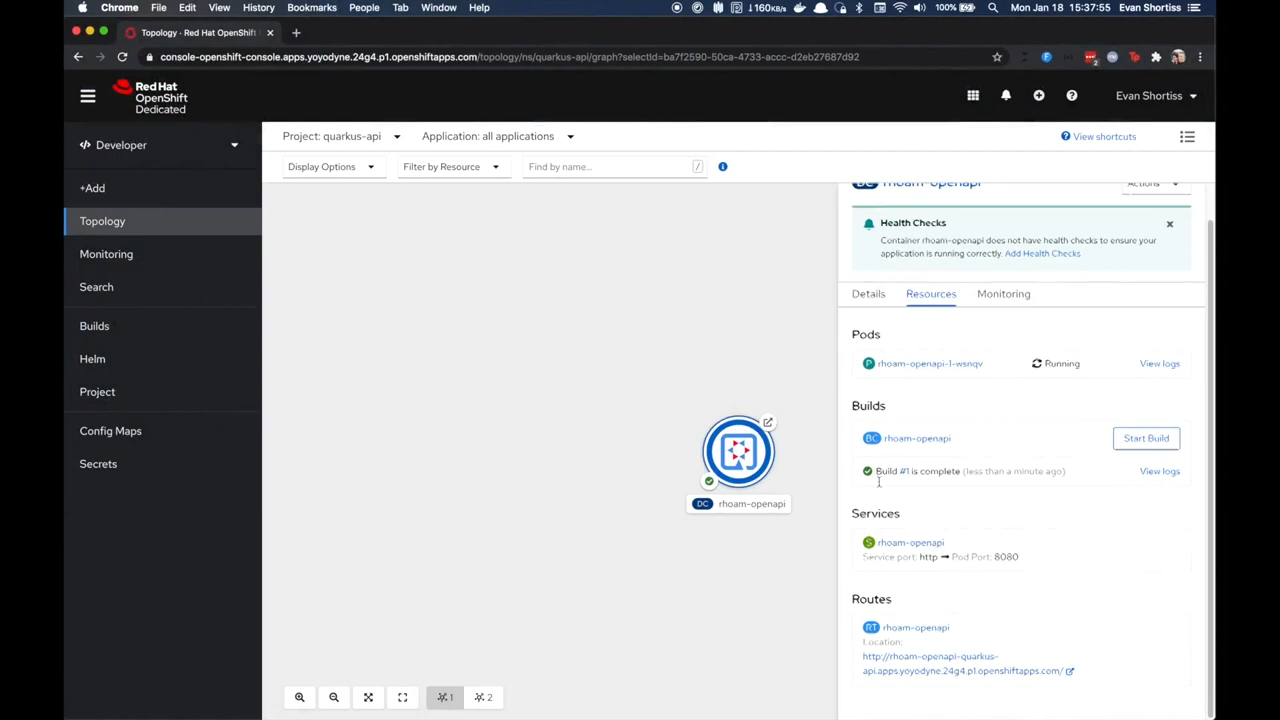 Chrome File Edit View History Bookmarks People Tab Window Help
160KB/s 100% Mon Jan 18 15:37:55 Evan Shortiss
Topology · Red Hat OpenShift
console-openshift-console.apps.yoyodyne.24g4.p1.openshiftapps.com/topology/ns/quarkus-api/graph?selectId=ba7f2590-50ca-4733-accc-d2eb27687d92
Red Hat
OpenShift
Dedicated
Evan Shortiss
Developer
+Add
Topology
Monitoring
Search
Builds
Helm
Project
Config Maps
Secrets
Project: quarkus-api Application: all applications View shortcuts
Display Options Filter by Resource Find by name... /
DC rhoam-openapi Actions
Health Checks
Container rhoam-openapi does not have health checks to ensure your
application is running correctly. Add Health Checks
Details Resources Monitoring
Pods
P rhoam-openapi-1-wsnqv Running View logs
Builds
BC rhoam-openapi Start Build
Build #1 is complete (less than a minute ago) View logs
Services
S rhoam-openapi
Service port: http → Pod Port: 8080
Routes
RT rhoam-openapi
Location:
http://rhoam-openapi-quarkus-
api.apps.yoyodyne.24g4.p1.openshiftapps.com/
DC rhoam-openapi
1 2